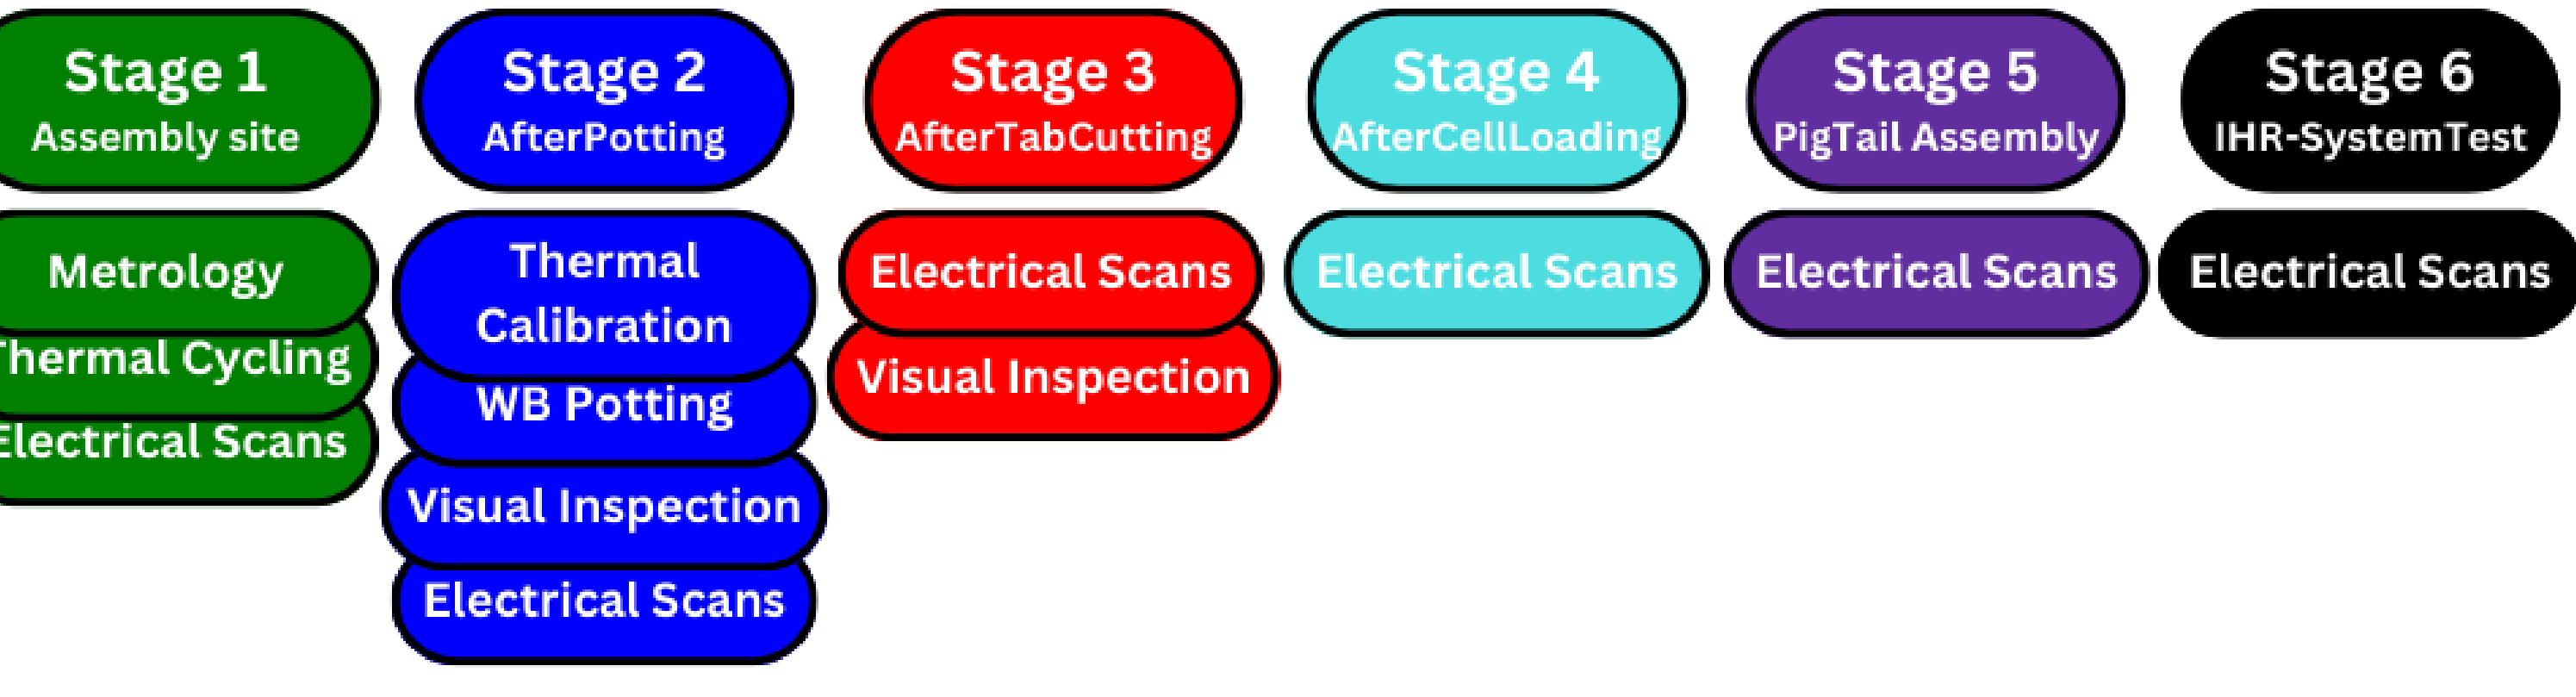 Stage 1
Assembly site
Metrology
Thermal Cycling
Electrical Scans
Stage 2
AfterPotting
Thermal
Calibration
WB Potting
Visual Inspection
Electrical Scans
Stage 3
AfterTabCutting
Electrical Scans
Visual Inspection
Stage 4
AfterCellLoading
Electrical Scans
Stage 5
PigTail Assembly
Electrical Scans
Stage 6
IHR-SystemTest
Electrical Scans